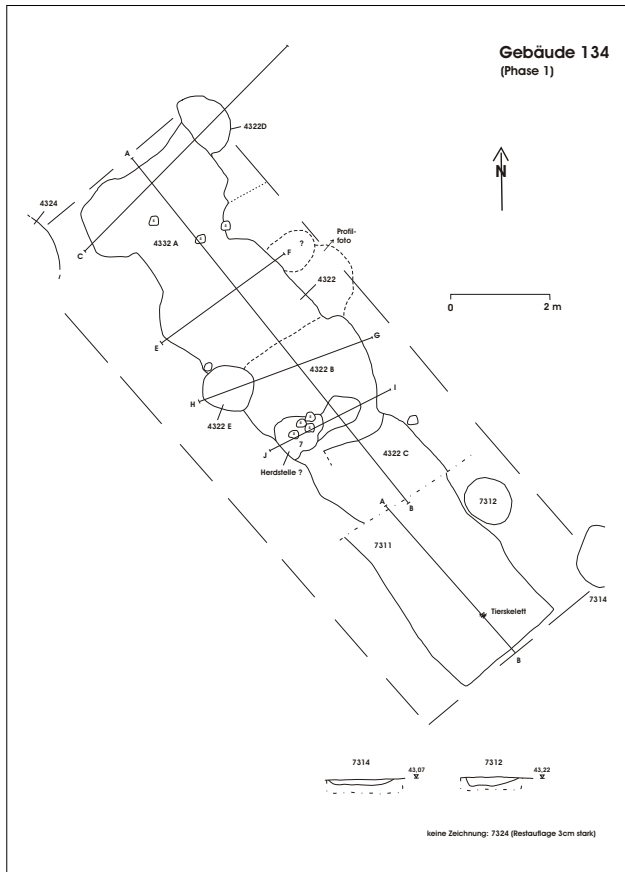 Gebäude 134
(Phase 1)
4322D
A
N
4324
4332 A
C
?
Profil-
foto
F
4322
0
2 m
E
G
4322 B
I
H
4322 E
7
J
4322 C
Herdstelle ?
A
B
7312
7311
Tierskelett
7314
B
7314
43,07
7312
43,22
keine Zeichnung: 7324 (Restauflage 3cm stark)